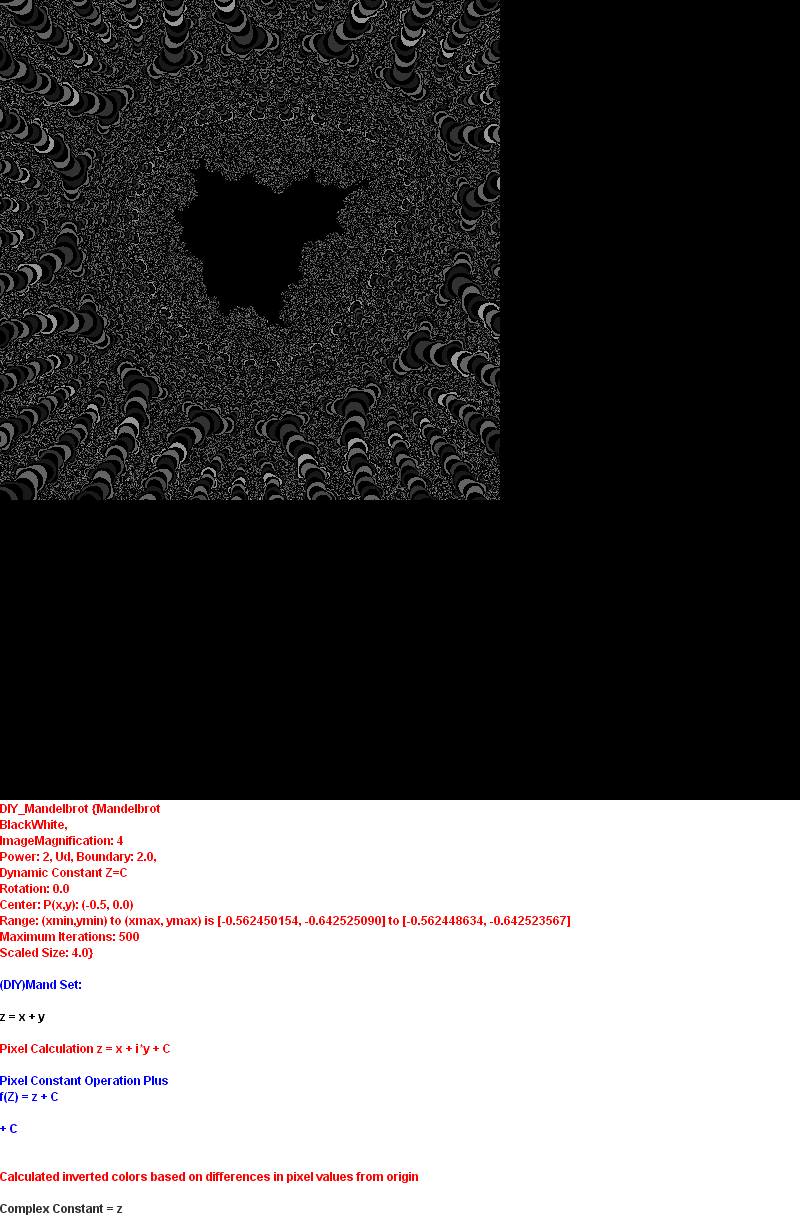 DIY_Mandelbrot {Mandelbrot
BlackWhite,
ImageMagnification: 4
Power: 2, Ud, Boundary: 2.0,
Dynamic Constant Z=C
Rotation: 0.0
Center: P(x,y): (-0.5, 0.0)
Range: (xmin,ymin) to (xmax, ymax) is [-0.562450154, -0.642525090] to [-0.562448634, -0.642523567]
Maximum Iterations: 500
Scaled Size: 4.0}
(DIY)Mand Set:
z = x + y
Pixel Calculation z = x + i*y + C
Pixel Constant Operation Plus
f(Z) = z + C
+ C
Calculated inverted colors based on differences in pixel values from origin
Complex Constant = z